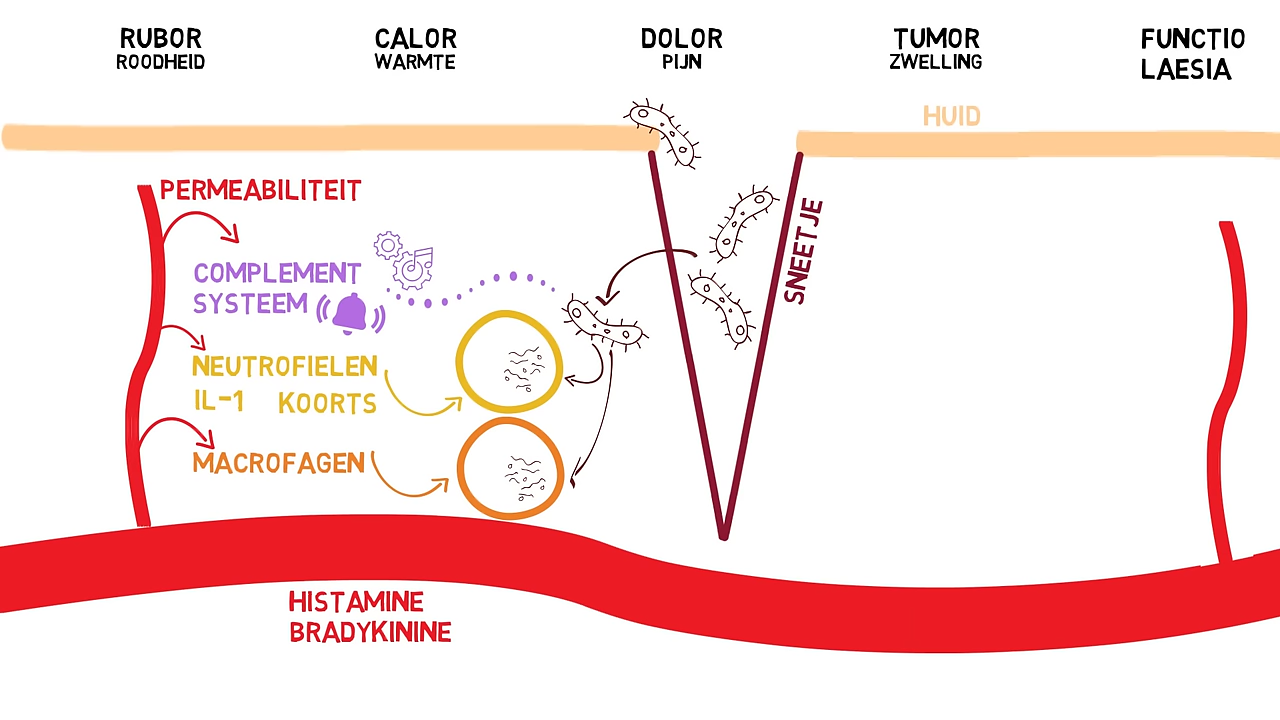 RUBOR
ROODHEID
CALOR
WARMTE
DOLOR
PIJN
TUMOR
ZWELLING
FUNCTIO
LAESIA
HUID
PERMEABILITEIT
SNEETJE
COMPLEMENT
SYSTEEM
NEUTROFIELEN
IL-1 KOORTS
MACROFAGEN
HISTAMINE
BRADYKININE